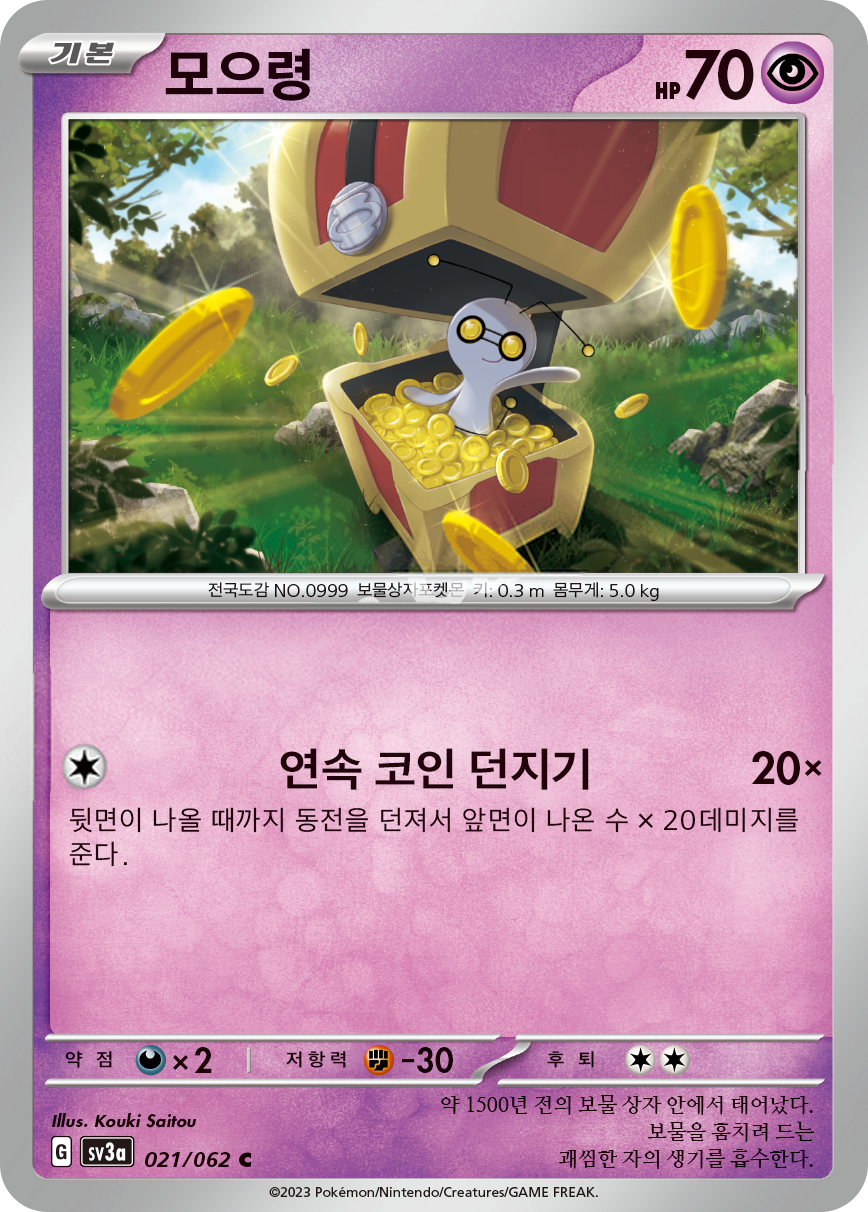 기본
모으령
HP 70
전국도감 NO.0999 보물상자포켓몬 키: 0.3 m 몸무게: 5.0 kg
연속 코인 던지기 20×
뒷면이 나올 때까지 동전을 던져서 앞면이 나온 수 × 20데미지를
준다.
약점 ×2 저항력 -30 후퇴
약 1500년 전의 보물 상자 안에서 태어났다.
보물을 훔치려 드는
괘씸한 자의 생기를 흡수한다.
Illus. Kouki Saitou
G sv3a 021/062 C
©2023 Pokémon/Nintendo/Creatures/GAME FREAK.